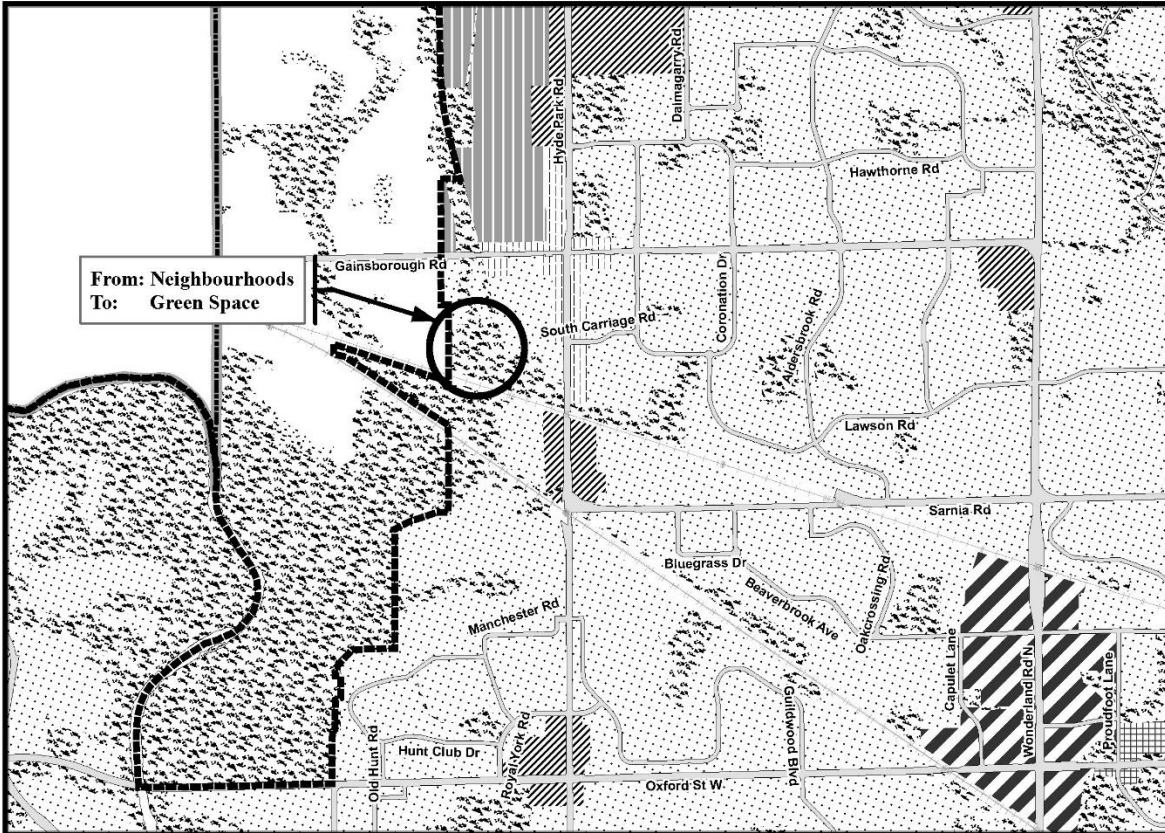 Dalmagarry Rd
Hyde Park Rd
Hawthorne Rd
Gainsborough Rd
From: Neighbourhoods
To: Green Space
South Carriage Rd
Coronation Dr
Aldersbrook Rd
Lawson Rd
Sarnia Rd
Bluegrass Dr
Beaverbrook Ave
Oakcrossing Rd
Manchester Rd
Capulet Lane
Wonderland Rd N
Proudfoot Lane
Guildwood Blvd
Old Hunt Rd
Hunt Club Dr
Royal York Rd
Oxford St W